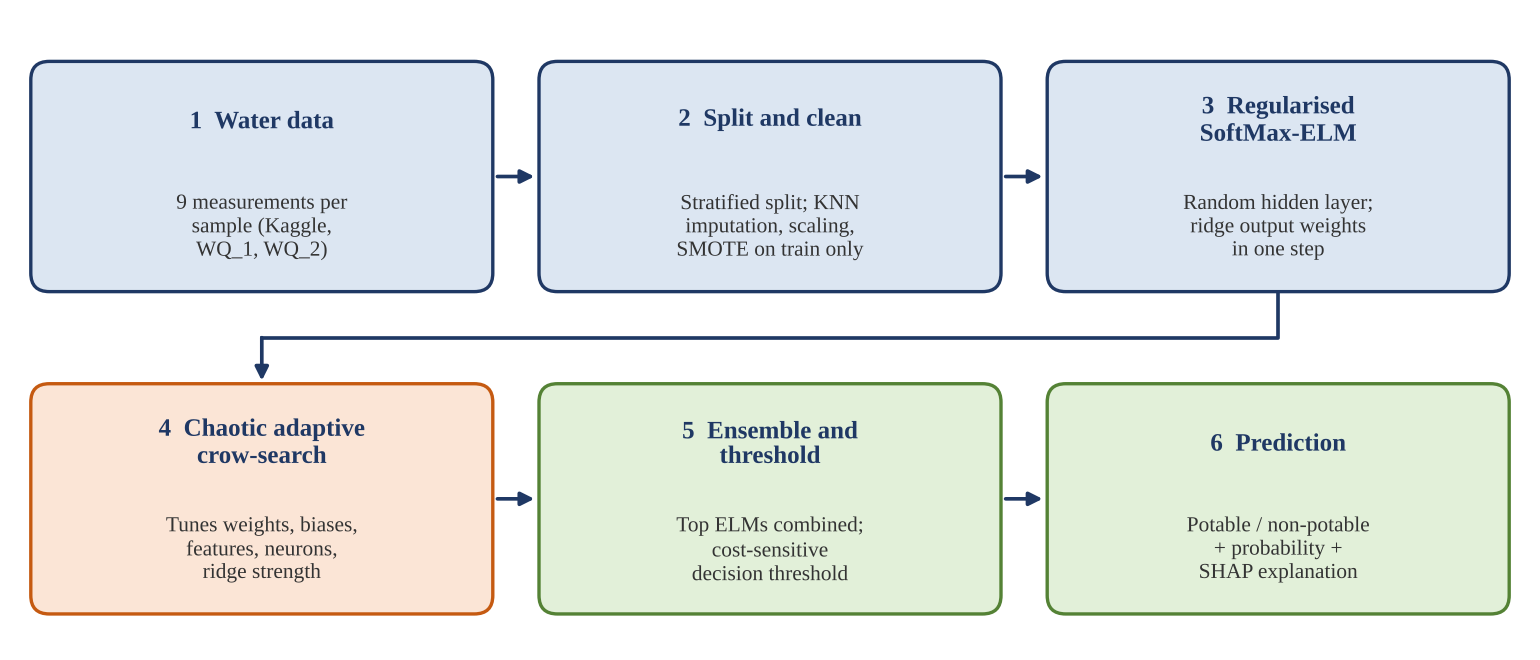 1 Water data
9 measurements per
sample (Kaggle,
WQ_1, WQ_2)
2 Split and clean
Stratified split; KNN
imputation, scaling,
SMOTE on train only
3 Regularised
SoftMax-ELM
Random hidden layer;
ridge output weights
in one step
4 Chaotic adaptive
crow-search
Tunes weights, biases,
features, neurons,
ridge strength
5 Ensemble and
threshold
Top ELMs combined;
cost-sensitive
decision threshold
6 Prediction
Potable / non-potable
+ probability +
SHAP explanation